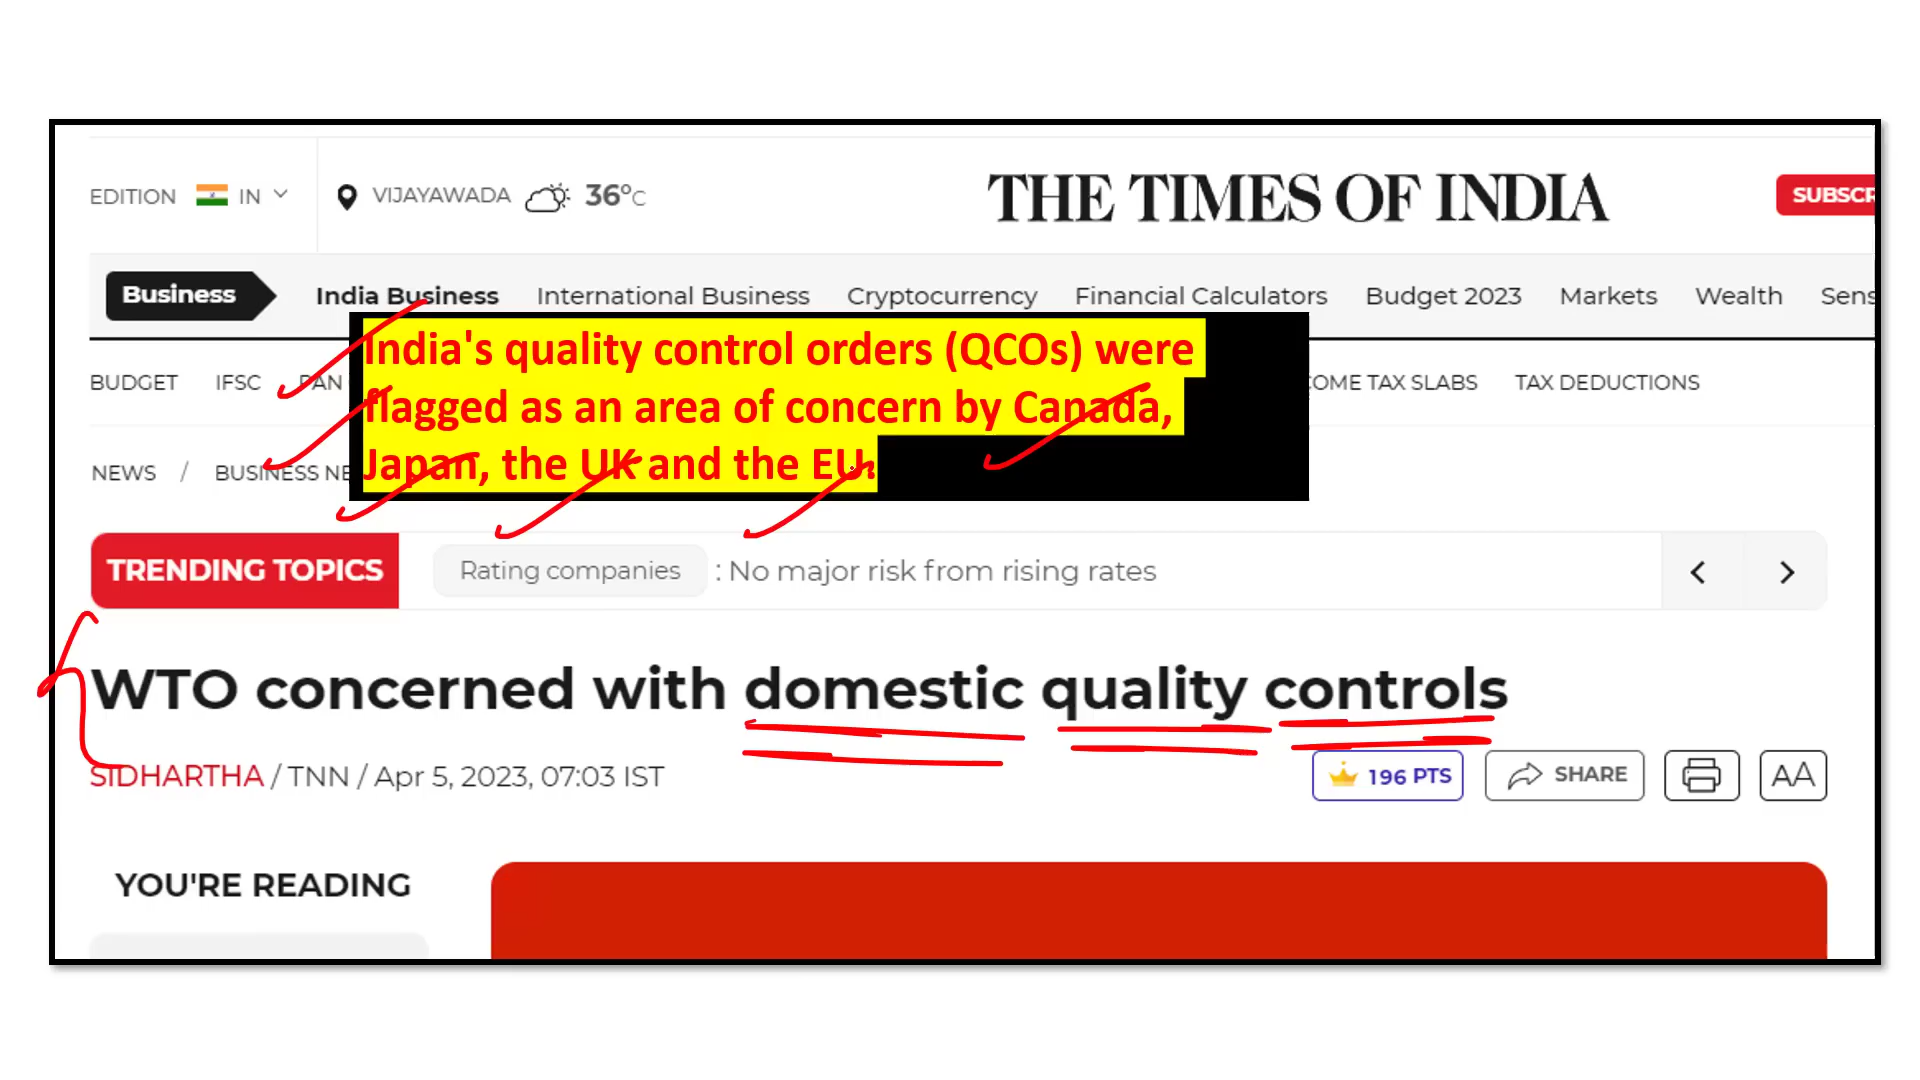 EDITION IN
VIJAYAWADA 36°C
THE TIMES OF INDIA
SUBSCR
Business India Business International Business Cryptocurrency Financial Calculators Budget 2023 Markets Wealth Sens
India's quality control orders (QCOs) were
flagged as an area of concern by Canada,
Japan, the UK and the EU.
BUDGET IFSC PAN COME TAX SLABS TAX DEDUCTIONS
NEWS / BUSINESS NE
TRENDING TOPICS Rating companies : No major risk from rising rates
WTO concerned with domestic quality controls
SIDHARTHA / TNN / Apr 5, 2023, 07:03 IST
196 PTS SHARE AA
YOU'RE READING